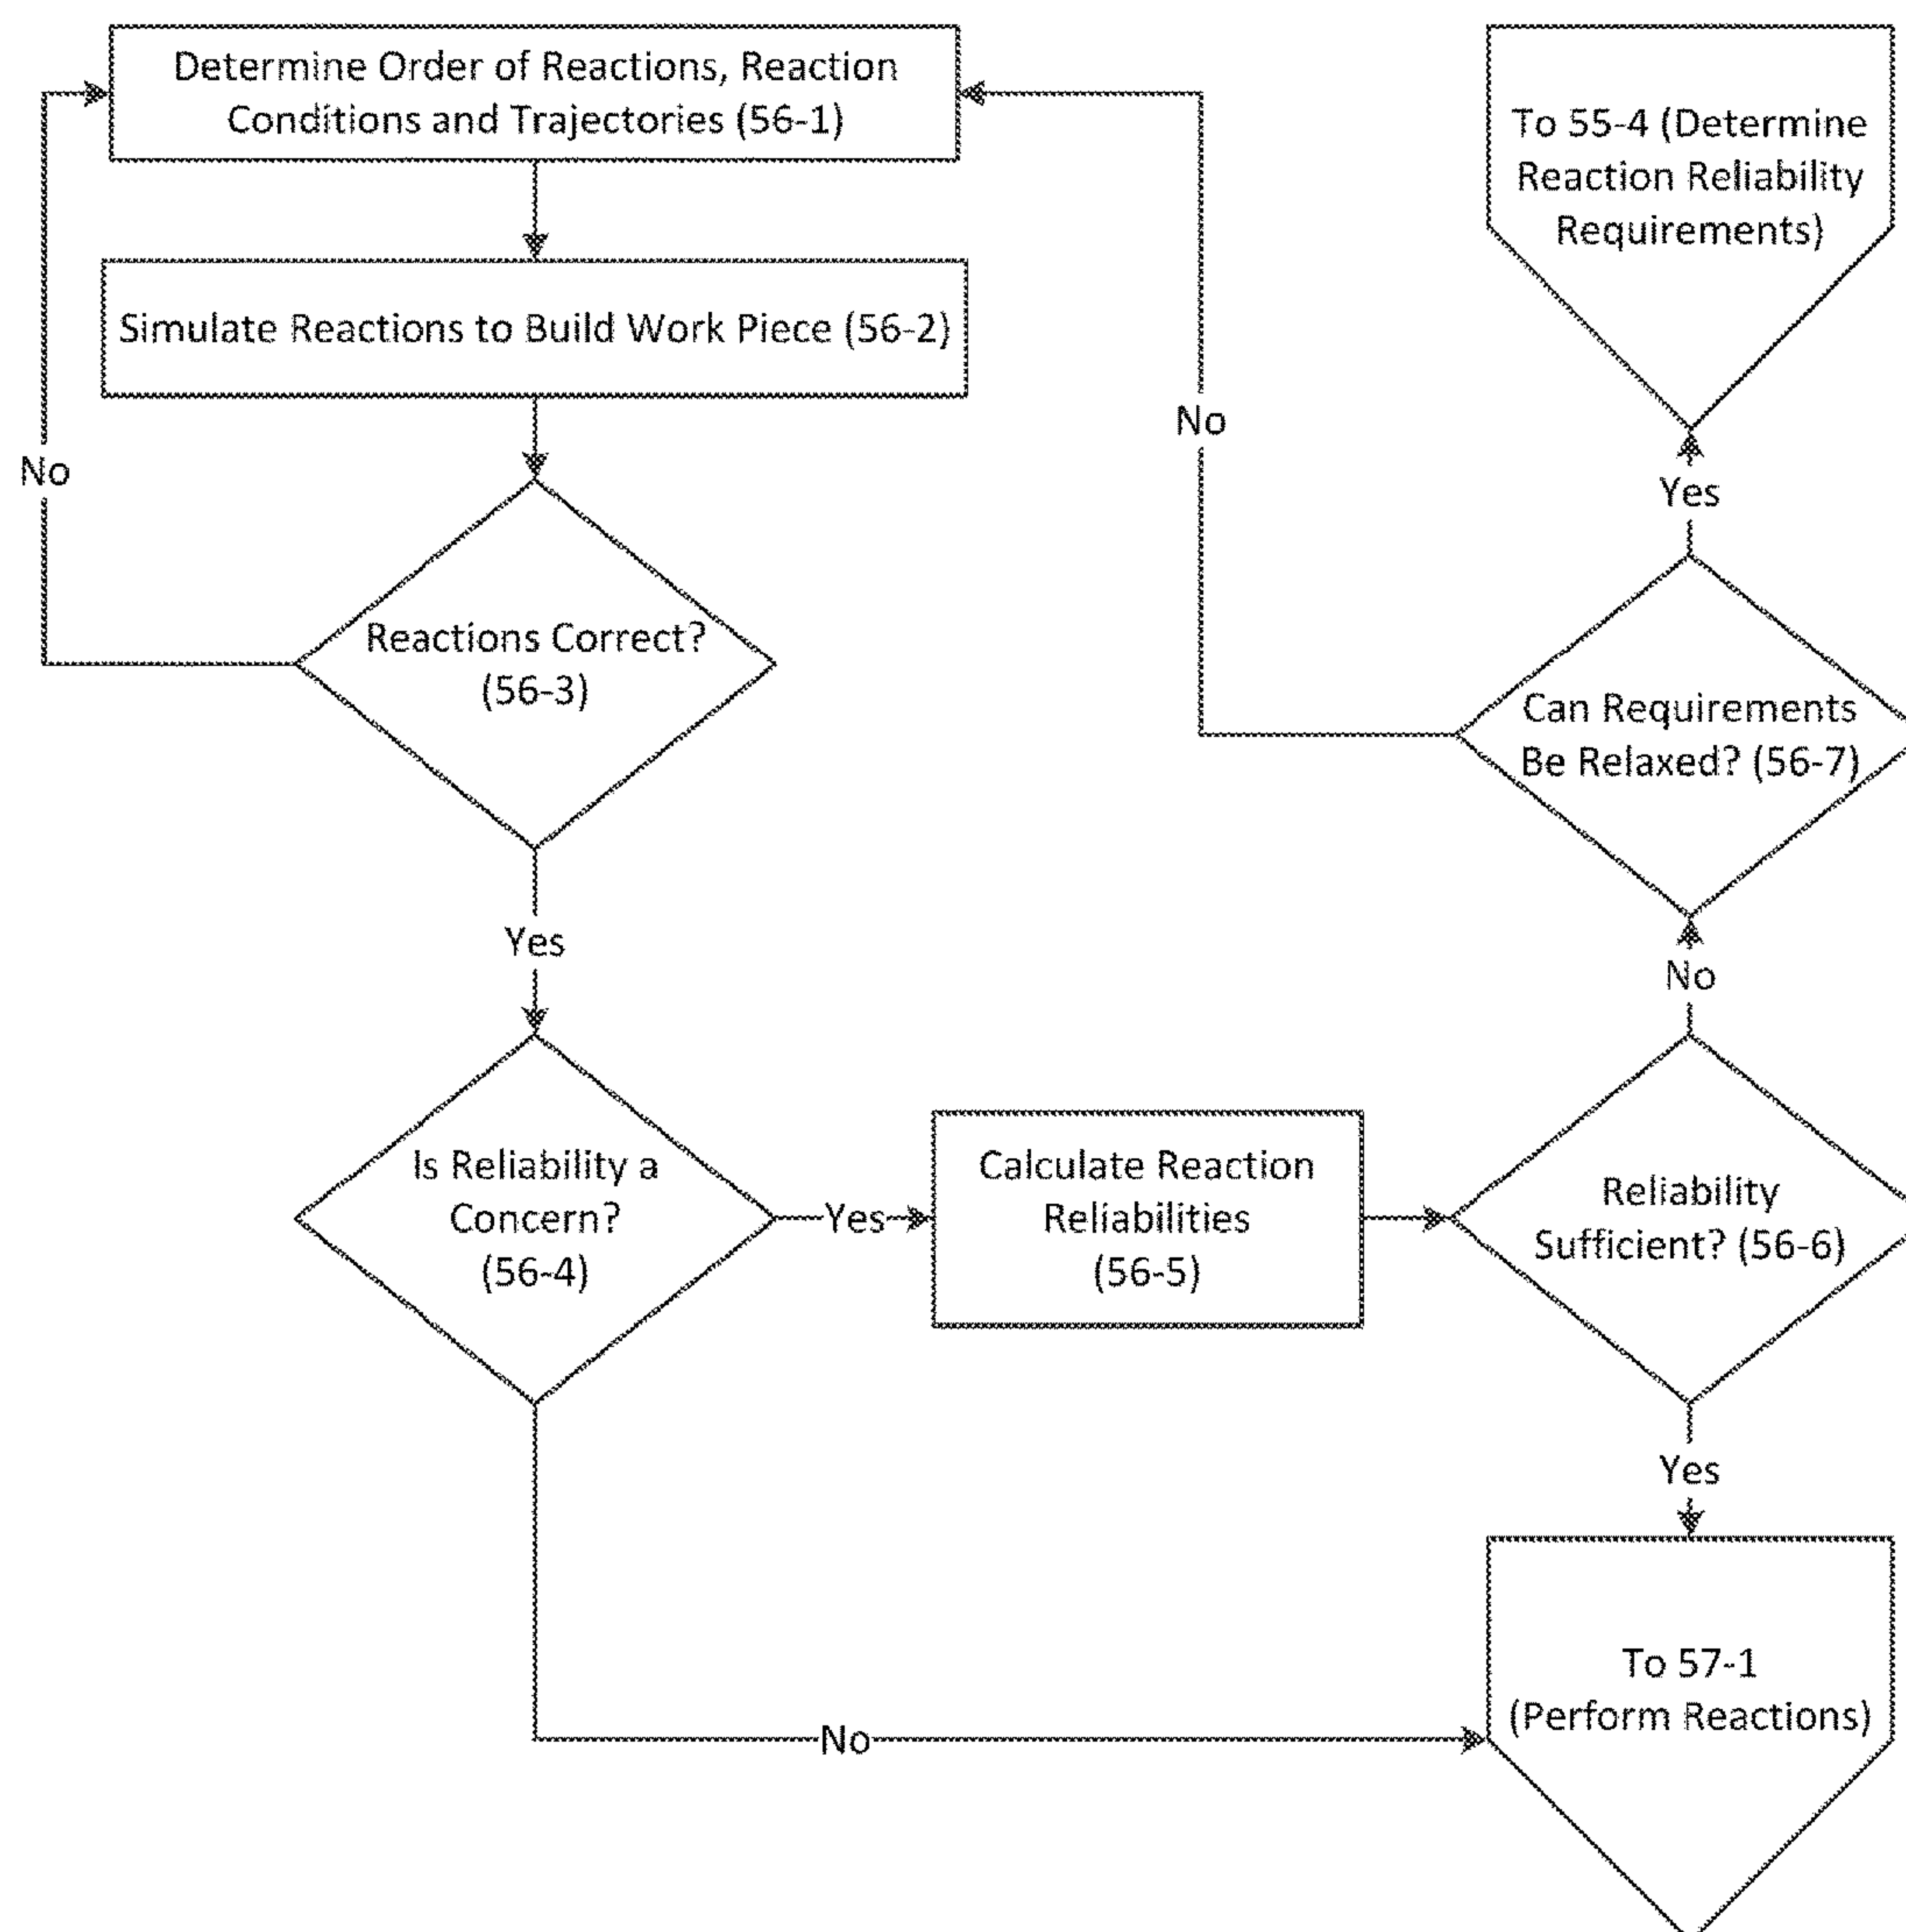 Determine Order of Reactions, Reaction
Conditions and Trajectories (56-1)
Simulate Reactions to Build Work Piece (56-2)
No
Reactions Correct?
(56-3)
Yes
Is Reliability a
Concern?
(56-4)
Yes
Calculate Reaction
Reliabilities
(56-5)
No
To 55-4 (Determine
Reaction Reliability
Requirements)
Yes
No
Can Requirements
Be Relaxed? (56-7)
No
Reliability
Sufficient? (56-6)
Yes
To 57-1
(Perform Reactions)